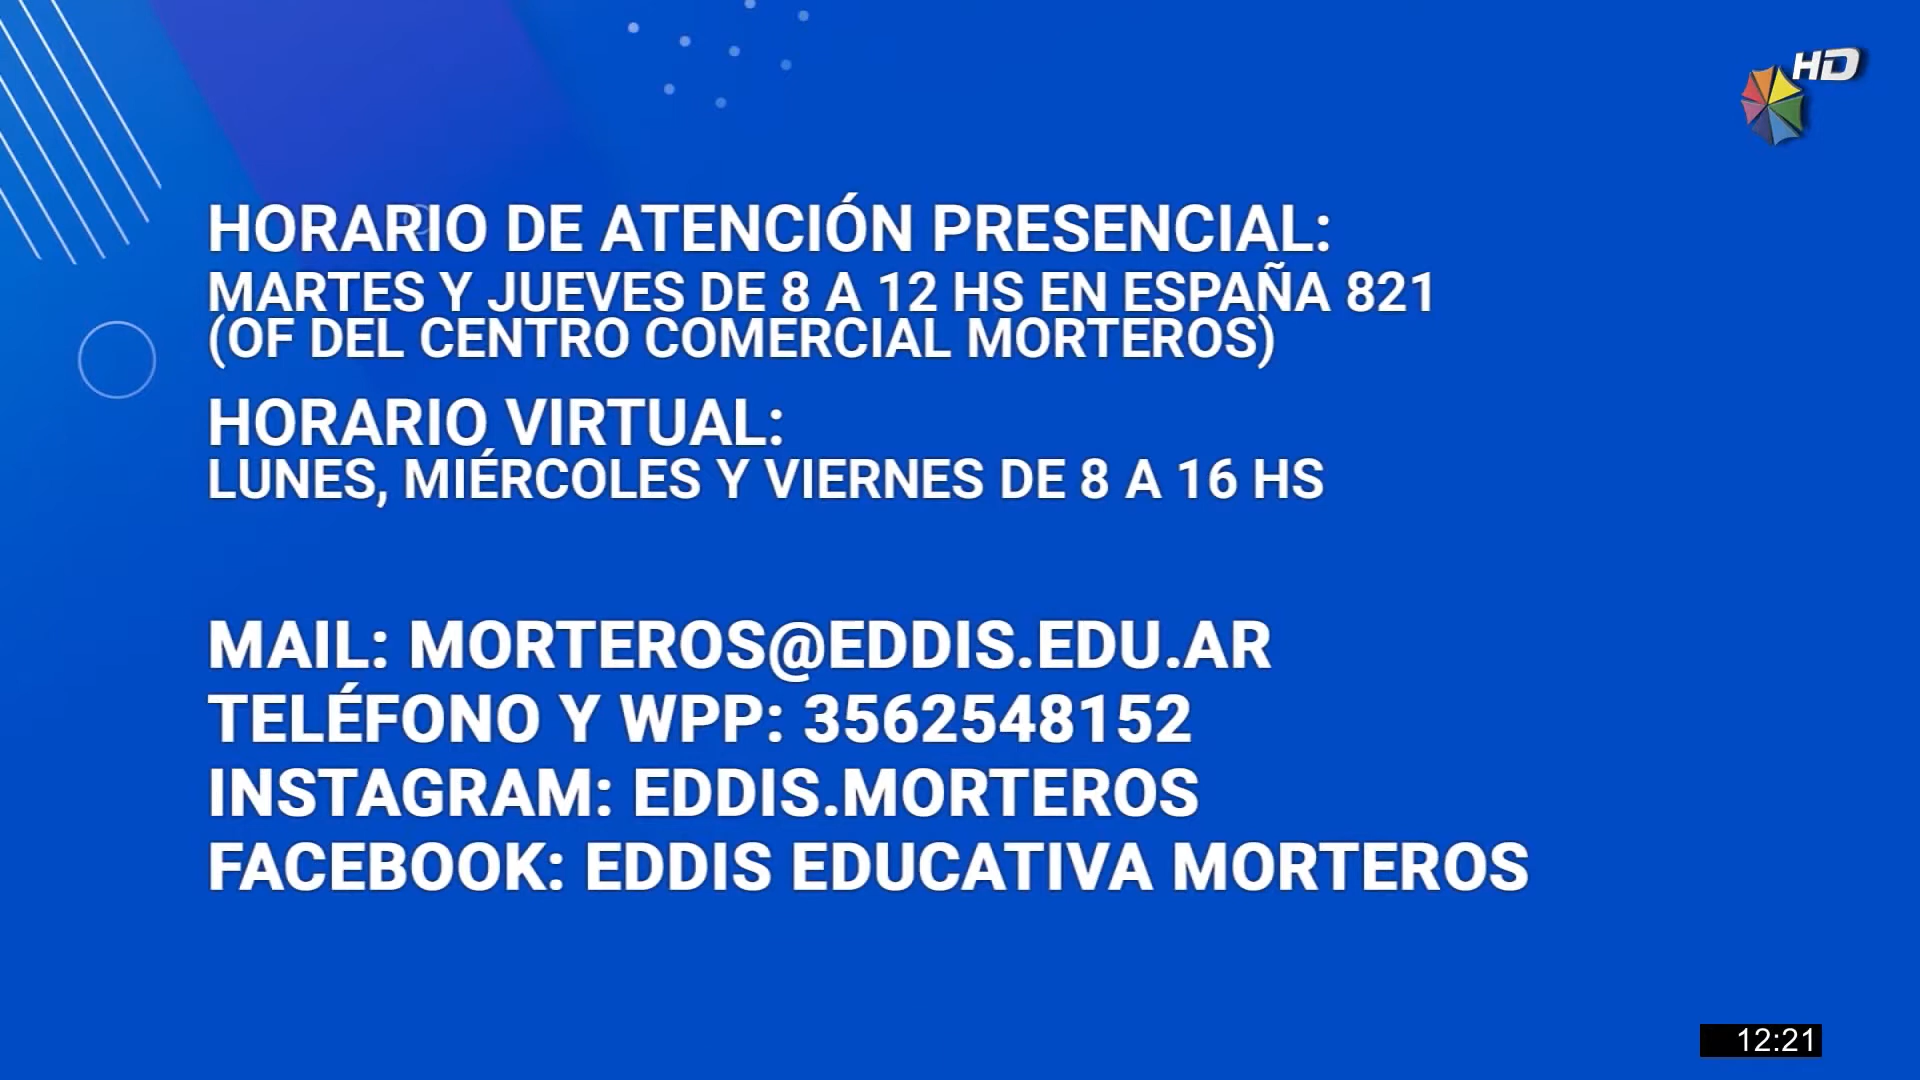 HD
HORARIO DE ATENCIÓN PRESENCIAL:
MARTES Y JUEVES DE 8 A 12 HS EN ESPAÑA 821
(OF DEL CENTRO COMERCIAL MORTEROS)
HORARIO VIRTUAL:
LUNES, MIÉRCOLES Y VIERNES DE 8 A 16 HS
MAIL: MORTEROS@EDDIS.EDU.AR
TELÉFONO Y WPP: 3562548152
INSTAGRAM: EDDIS.MORTEROS
FACEBOOK: EDDIS EDUCATIVA MORTEROS
12:21